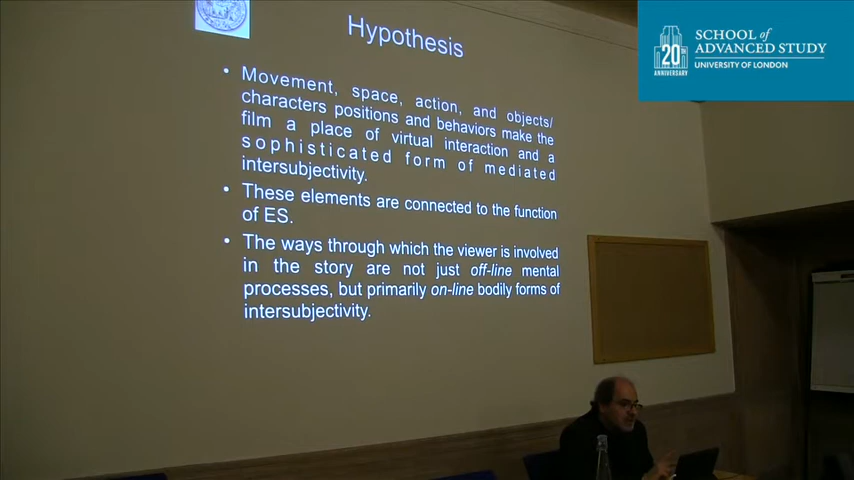 Hypothesis
• Movement, space, action, and objects/
characters positions and behaviors make the
film a place of virtual interaction and a
sophisticated form of mediated
intersubjectivity.
• These elements are connected to the function
of ES.
• The ways through which the viewer is involved
in the story are not just off-line mental
processes, but primarily on-line bodily forms of
intersubjectivity.
20
ANNIVERSARY
SCHOOL of
ADVANCED STUDY
UNIVERSITY OF LONDON